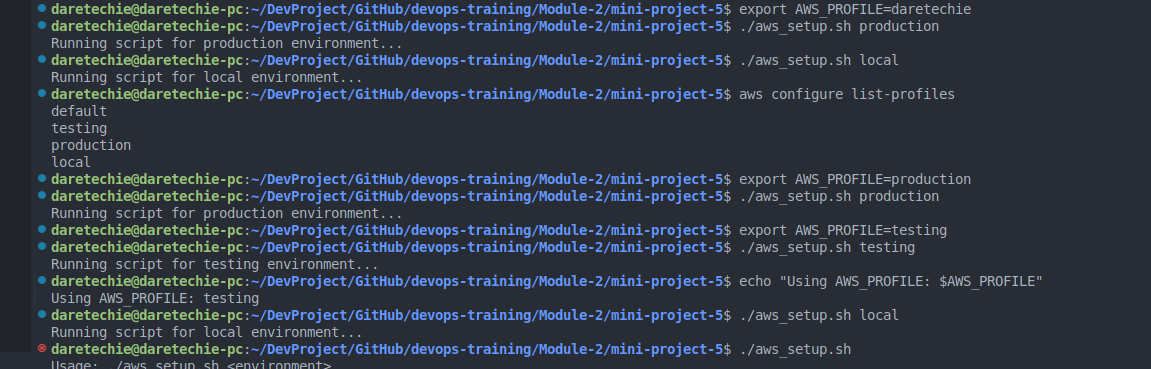 daretechie@daretechie-pc:~/DevProject/GitHub/devops-training/Module-2/mini-project-5$ export AWS_PROFILE=daretechie
daretechie@daretechie-pc:~/DevProject/GitHub/devops-training/Module-2/mini-project-5$ ./aws_setup.sh production
Running script for production environment...
daretechie@daretechie-pc:~/DevProject/GitHub/devops-training/Module-2/mini-project-5$ ./aws_setup.sh local
Running script for local environment...
daretechie@daretechie-pc:~/DevProject/GitHub/devops-training/Module-2/mini-project-5$ aws configure list-profiles
default
testing
production
local
daretechie@daretechie-pc:~/DevProject/GitHub/devops-training/Module-2/mini-project-5$ export AWS_PROFILE=production
daretechie@daretechie-pc:~/DevProject/GitHub/devops-training/Module-2/mini-project-5$ ./aws_setup.sh production
Running script for production environment...
daretechie@daretechie-pc:~/DevProject/GitHub/devops-training/Module-2/mini-project-5$ export AWS_PROFILE=testing
daretechie@daretechie-pc:~/DevProject/GitHub/devops-training/Module-2/mini-project-5$ ./aws_setup.sh testing
Running script for testing environment...
daretechie@daretechie-pc:~/DevProject/GitHub/devops-training/Module-2/mini-project-5$ echo "Using AWS_PROFILE: $AWS_PROFILE"
Using AWS_PROFILE: testing
daretechie@daretechie-pc:~/DevProject/GitHub/devops-training/Module-2/mini-project-5$ ./aws_setup.sh local
Running script for local environment...
daretechie@daretechie-pc:~/DevProject/GitHub/devops-training/Module-2/mini-project-5$ ./aws_setup.sh
Usage: ./aws_setup.sh <environment>